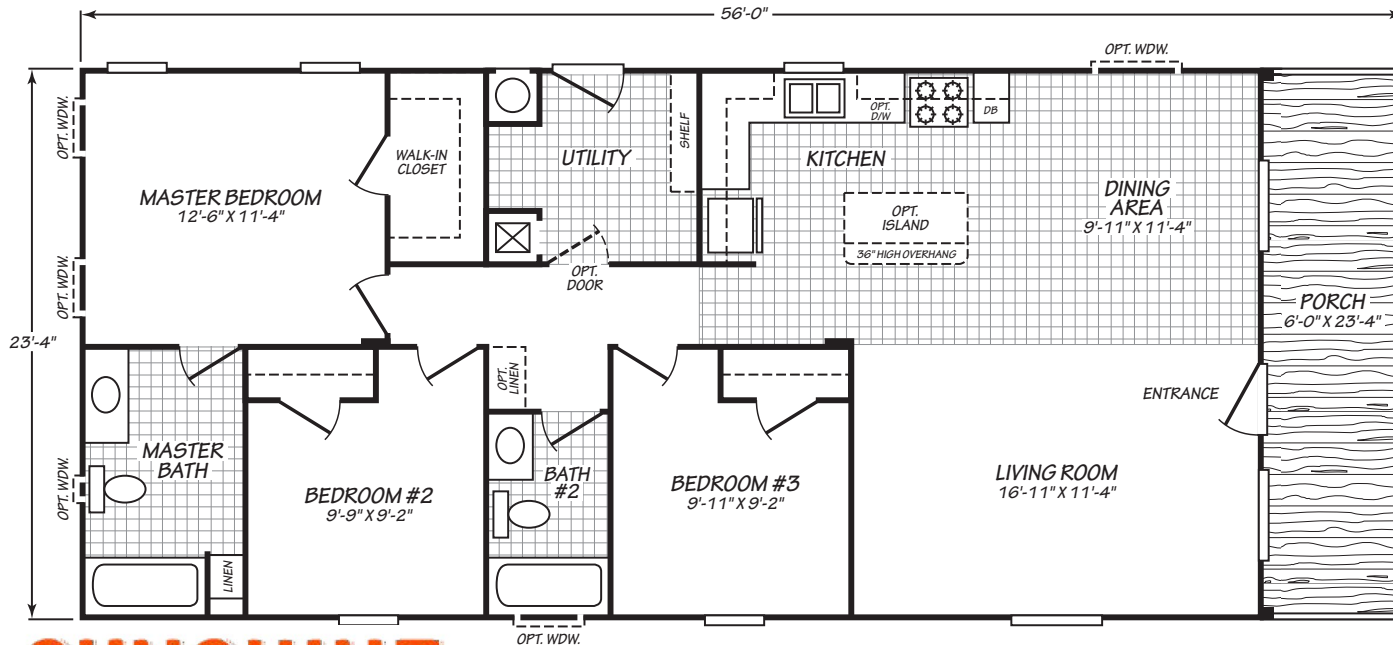 56'-0"
OPT. WDW.
OPT. WDW.
MASTER BEDROOM
12'-6" X 11'-4"
WALK-IN
CLOSET
UTILITY
SHELF
OPT.
D/W
DB
KITCHEN
OPT.
ISLAND
36" HIGH OVERHANG
DINING
AREA
9'-11" X 11'-4"
OPT. WDW.
OPT.
DOOR
PORCH
6'-0" X 23'-4"
23'-4"
OPT.
LINEN
ENTRANCE
MASTER
BATH
OPT. WDW.
BEDROOM #2
9'-9" X 9'-2"
BATH
#2
BEDROOM #3
9'-11" X 9'-2"
LIVING ROOM
16'-11" X 11'-4"
LINEN
OPT. WDW.